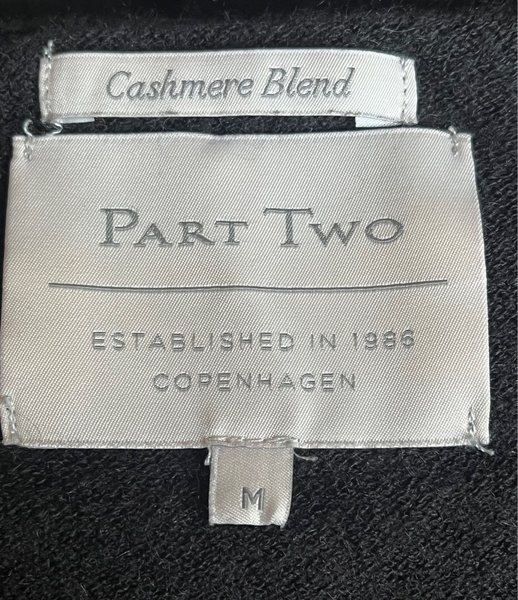 Cashmere Blend
PART TWO
ESTABLISHED IN 1986
COPENHAGEN
M